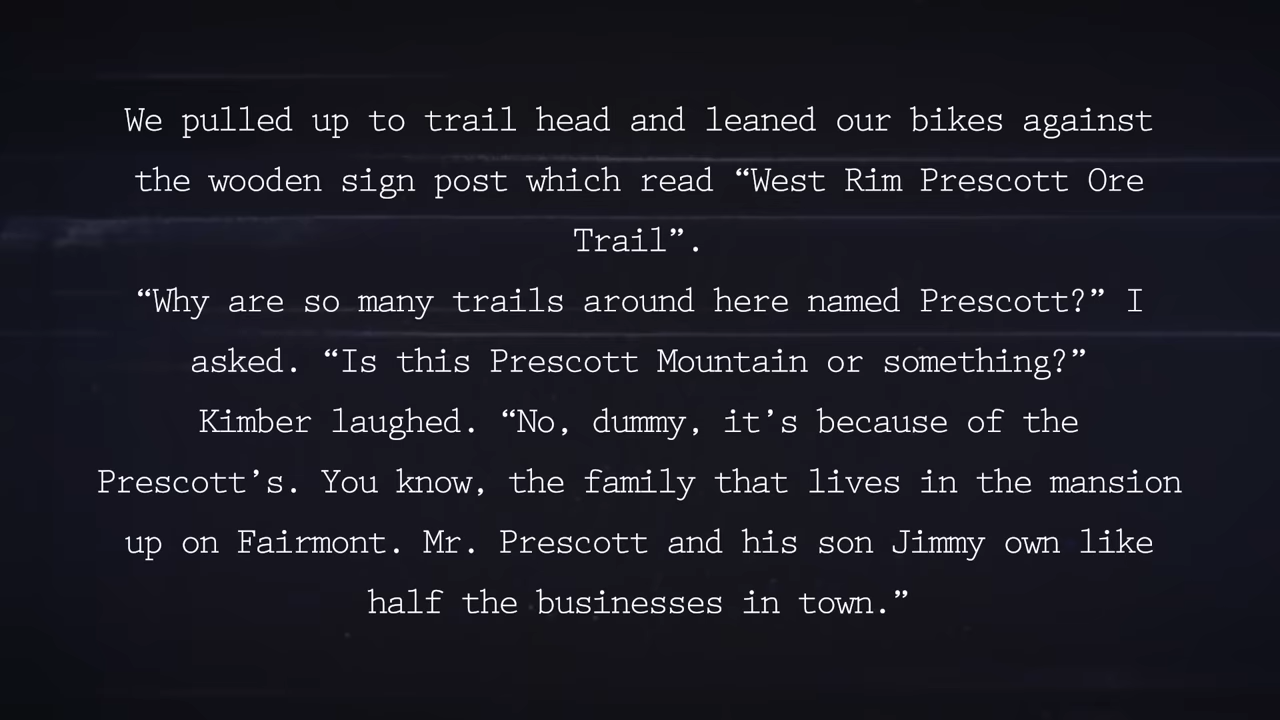 We pulled up to trail head and leaned our bikes against
the wooden sign post which read “West Rim Prescott Ore
Trail”.
“Why are so many trails around here named Prescott?” I
asked. “Is this Prescott Mountain or something?”
Kimber laughed. “No, dummy, it’s because of the
Prescott’s. You know, the family that lives in the mansion
up on Fairmont. Mr. Prescott and his son Jimmy own like
half the businesses in town.”